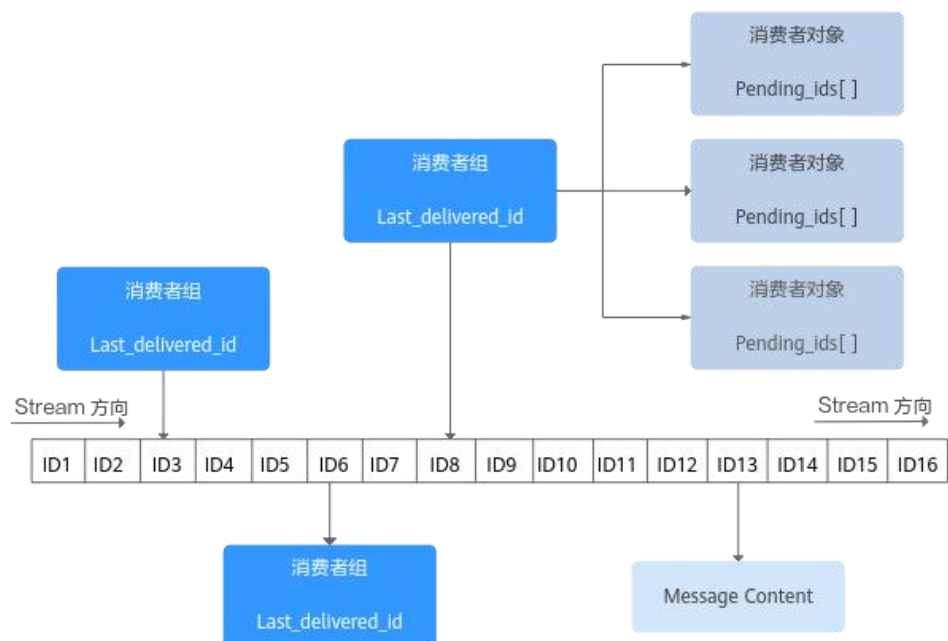 消费者对象
Pending_ids[ ]
消费者组
Last_delivered_id
消费者对象
Pending_ids[ ]
消费者组
Last_delivered_id
消费者对象
Pending_ids[ ]
Stream 方向
Stream 方向
ID1 ID2 ID3 ID4 ID5 ID6 ID7 ID8 ID9 ID10 ID11 ID12 ID13 ID14 ID15 ID16
消费者组
Last_delivered_id
Message Content